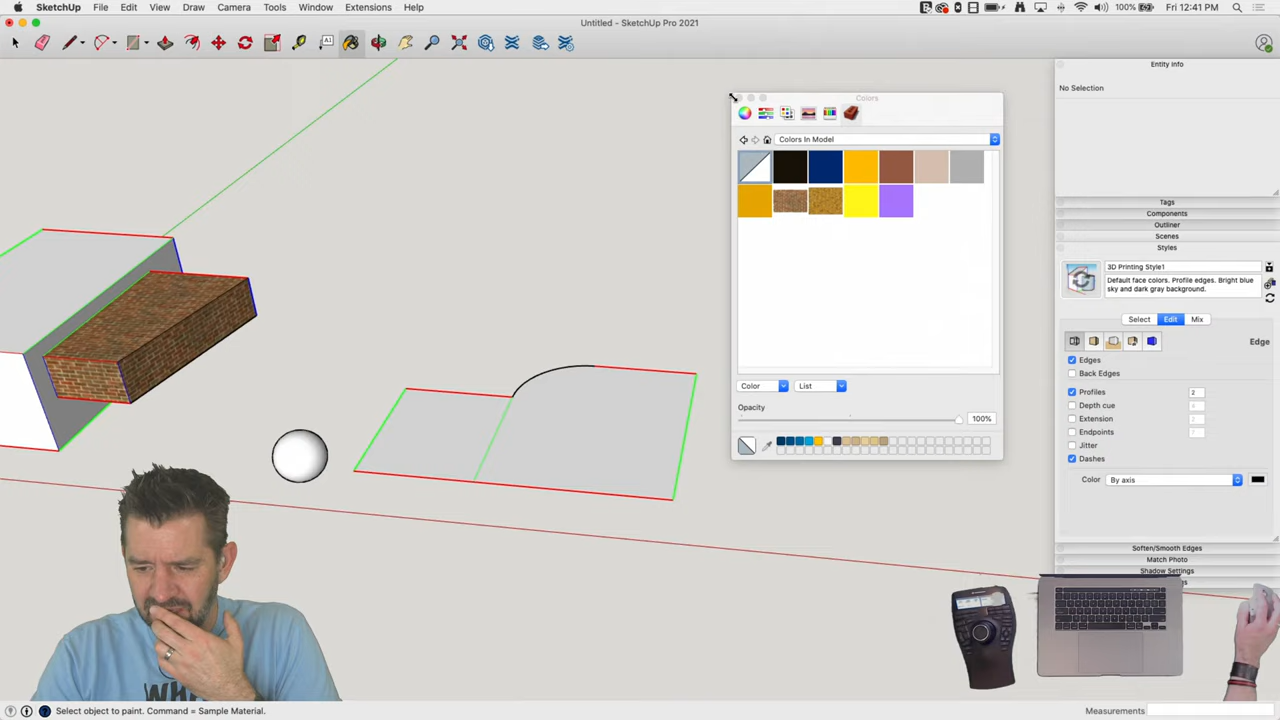 SketchUp File Edit View Draw Camera Tools Window Extensions Help
100% Fri 12:41 PM
Untitled - SketchUp Pro 2021
A1
Entity Info
No Selection
Colors
Colors In Model
Color List
Opacity
100%
Tags
Components
Outliner
Scenes
Styles
3D Printing Style1
Default face colors. Profile edges. Bright blue
sky and dark gray background.
Select Edit Mix
Edge
Edges
Back Edges
Profiles 2
Depth cue
Extension
Endpoints
Jitter
Dashes
Color By axis
Soften/Smooth Edges
Match Photo
Shadow Settings
Select object to paint. Command = Sample Material.
Measurements